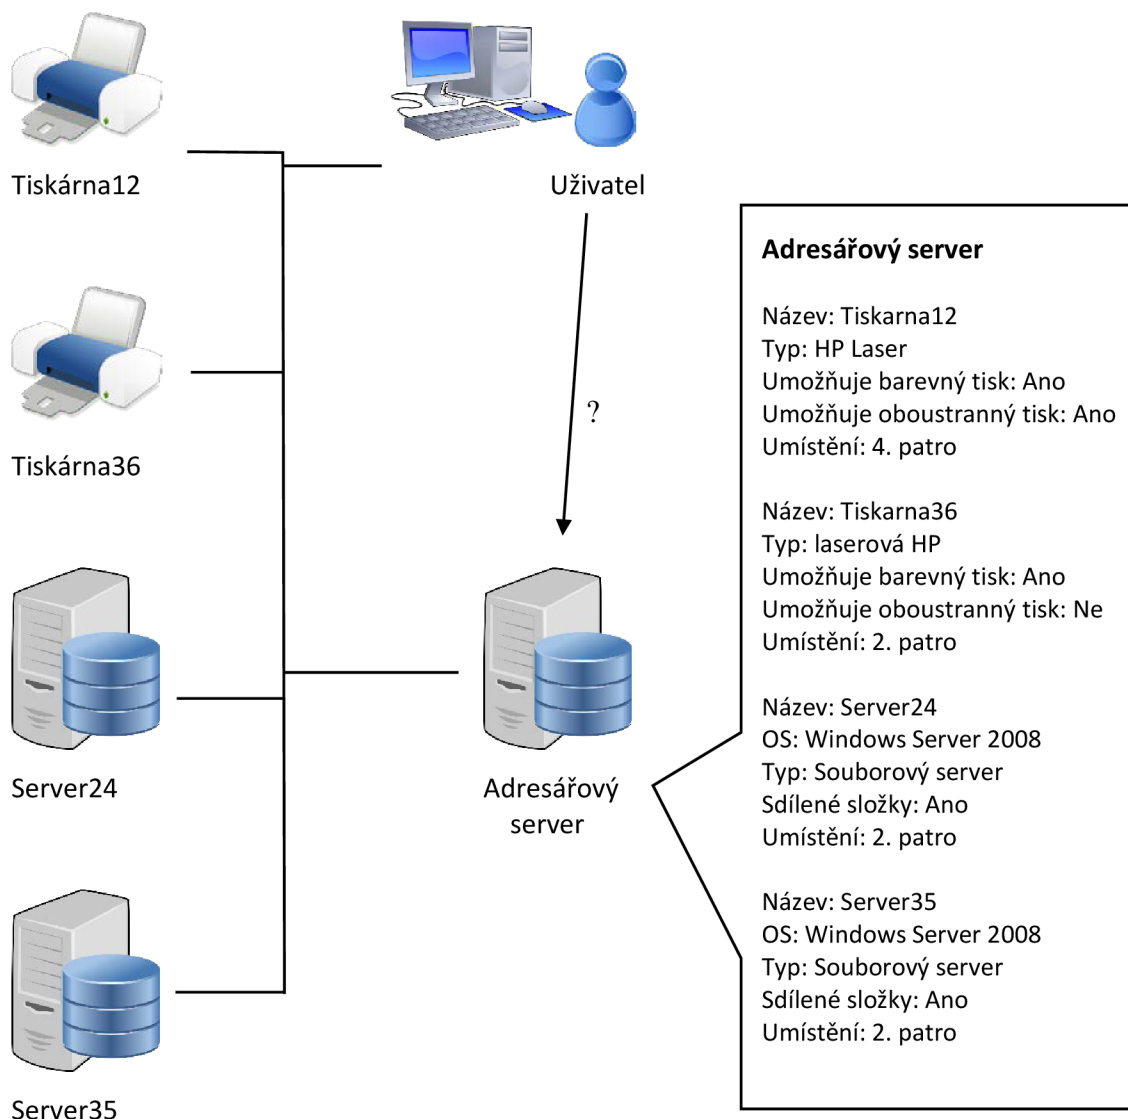 Tiskárna12
Uživatel
Tiskárna36
?
Server24
Adresářový
server
Server35
Adresářový server
Název: Tiskarna12
Typ: HP Laser
Umožňuje barevný tisk: Ano
Umožňuje oboustranný tisk: Ano
Umístění: 4. patro
Název: Tiskarna36
Typ: laserová HP
Umožňuje barevný tisk: Ano
Umožňuje oboustranný tisk: Ne
Umístění: 2. patro
Název: Server24
OS: Windows Server 2008
Typ: Souborový server
Sdílené složky: Ano
Umístění: 2. patro
Název: Server35
OS: Windows Server 2008
Typ: Souborový server
Sdílené složky: Ano
Umístění: 2. patro